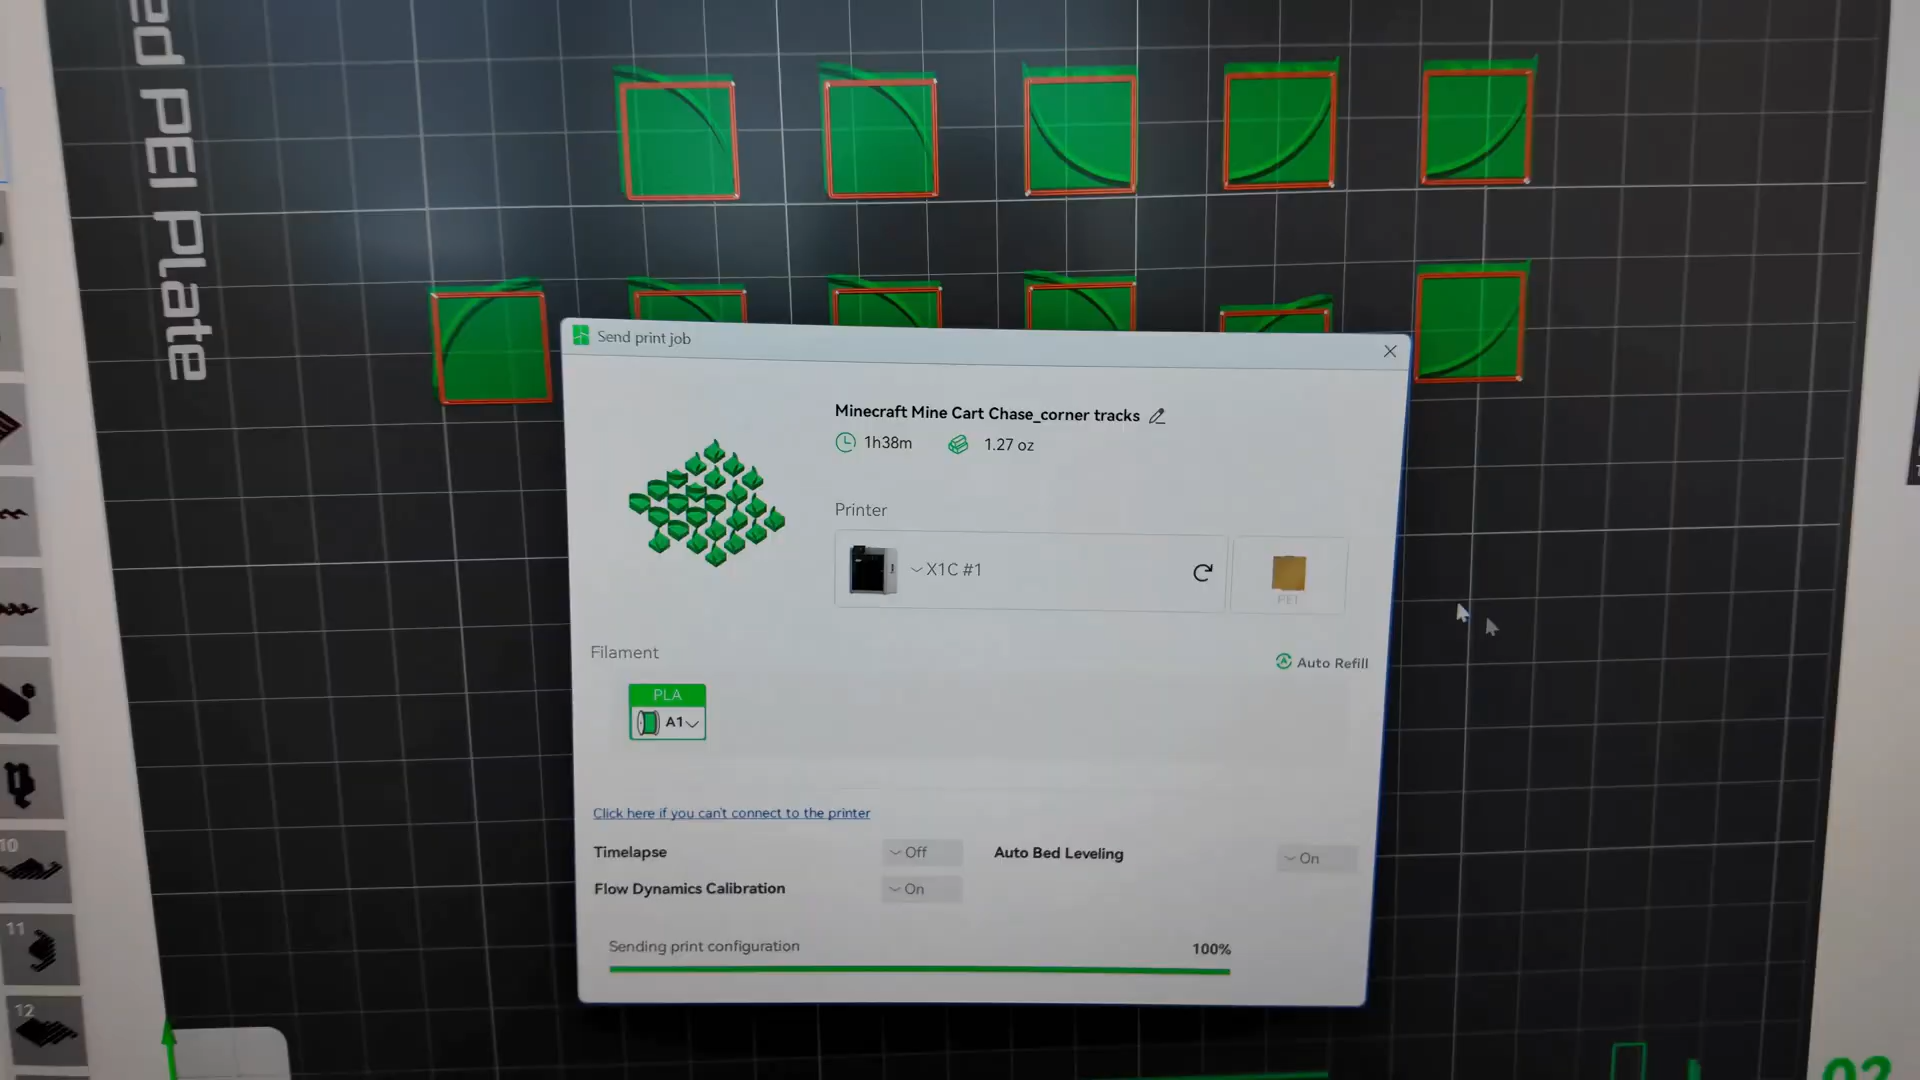 ed PEI Plate
Send print job
Minecraft Mine Cart Chase_corner tracks
1h38m
1.27 oz
Printer
X1C #1
PEI
Filament
Auto Refill
PLA
A1
Click here if you can't connect to the printer
Timelapse
Off
Auto Bed Leveling
On
Flow Dynamics Calibration
On
Sending print configuration
100%
10
11
12
02